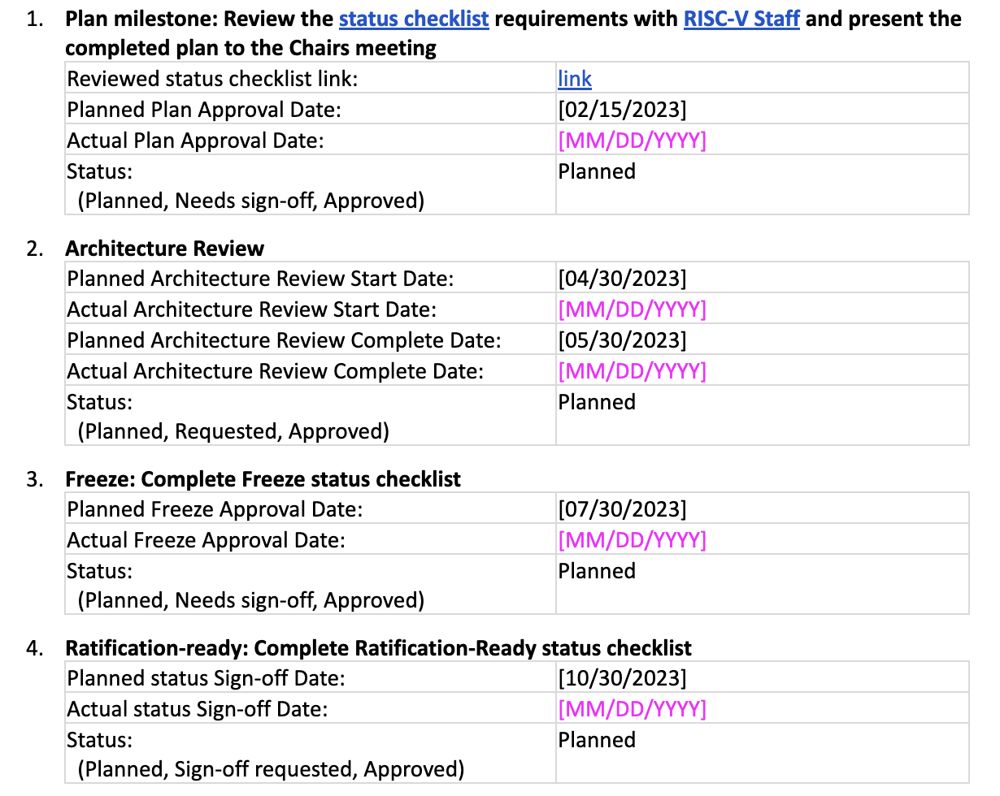 1. Plan milestone: Review the status checklist requirements with RISC-V Staff and present the
completed plan to the Chairs meeting
Reviewed status checklist link: link
Planned Plan Approval Date: [02/15/2023]
Actual Plan Approval Date: [MM/DD/YYYY]
Status: Planned
(Planned, Needs sign-off, Approved)
2. Architecture Review
Planned Architecture Review Start Date: [04/30/2023]
Actual Architecture Review Start Date: [MM/DD/YYYY]
Planned Architecture Review Complete Date: [05/30/2023]
Actual Architecture Review Complete Date: [MM/DD/YYYY]
Status: Planned
(Planned, Requested, Approved)
3. Freeze: Complete Freeze status checklist
Planned Freeze Approval Date: [07/30/2023]
Actual Freeze Approval Date: [MM/DD/YYYY]
Status: Planned
(Planned, Needs sign-off, Approved)
4. Ratification-ready: Complete Ratification-Ready status checklist
Planned status Sign-off Date: [10/30/2023]
Actual status Sign-off Date: [MM/DD/YYYY]
Status: Planned
(Planned, Sign-off requested, Approved)